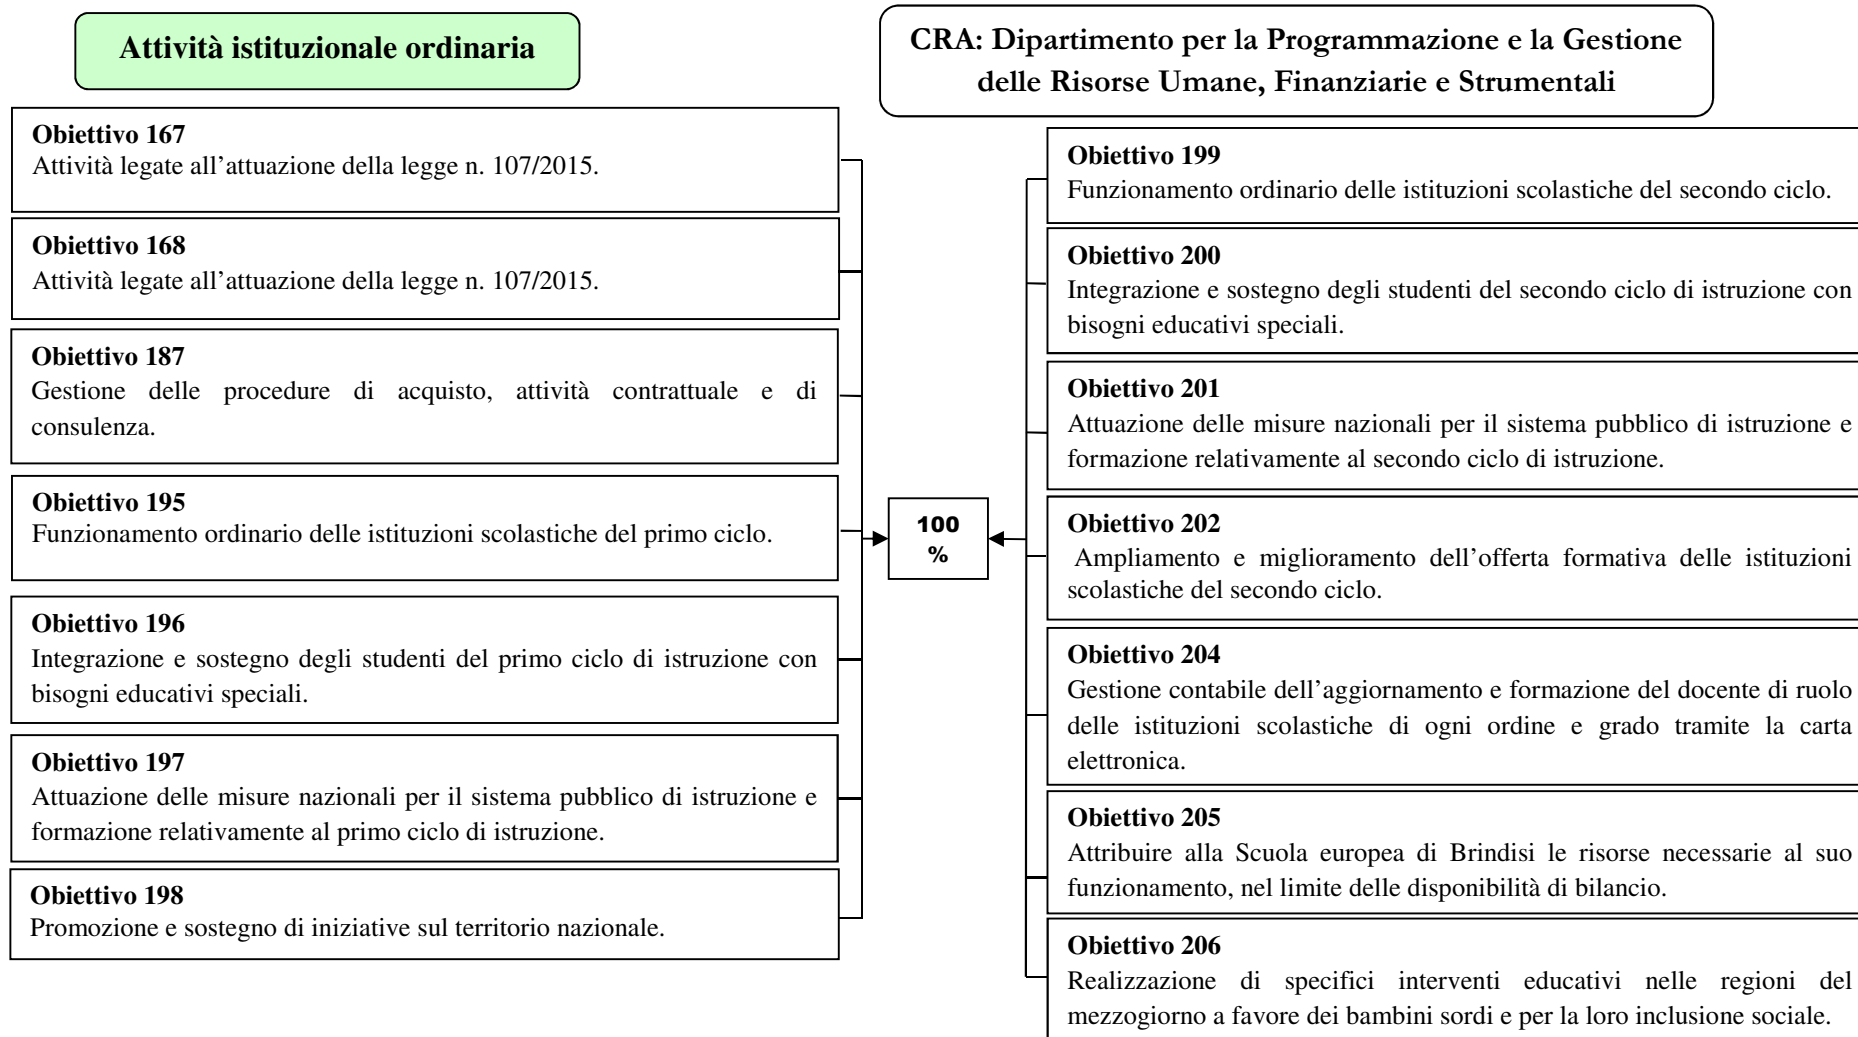 Attività istituzionale ordinaria
CRA: Dipartimento per la Programmazione e la Gestione
delle Risorse Umane, Finanziarie e Strumentali
Obiettivo 167
Attività legate all’attuazione della legge n. 107/2015.
Obiettivo 168
Attività legate all’attuazione della legge n. 107/2015.
Obiettivo 187
Gestione delle procedure di acquisto, attività contrattuale e di
consulenza.
Obiettivo 195
Funzionamento ordinario delle istituzioni scolastiche del primo ciclo.
Obiettivo 196
Integrazione e sostegno degli studenti del primo ciclo di istruzione con
bisogni educativi speciali.
Obiettivo 197
Attuazione delle misure nazionali per il sistema pubblico di istruzione e
formazione relativamente al primo ciclo di istruzione.
Obiettivo 198
Promozione e sostegno di iniziative sul territorio nazionale.
100
%
Obiettivo 199
Funzionamento ordinario delle istituzioni scolastiche del secondo ciclo.
Obiettivo 200
Integrazione e sostegno degli studenti del secondo ciclo di istruzione con
bisogni educativi speciali.
Obiettivo 201
Attuazione delle misure nazionali per il sistema pubblico di istruzione e
formazione relativamente al secondo ciclo di istruzione.
Obiettivo 202
Ampliamento e miglioramento dell’offerta formativa delle istituzioni
scolastiche del secondo ciclo.
Obiettivo 204
Gestione contabile dell’aggiornamento e formazione del docente di ruolo
delle istituzioni scolastiche di ogni ordine e grado tramite la carta
elettronica.
Obiettivo 205
Attribuire alla Scuola europea di Brindisi le risorse necessarie al suo
funzionamento, nel limite delle disponibilità di bilancio.
Obiettivo 206
Realizzazione di specifici interventi educativi nelle regioni del
mezzogiorno a favore dei bambini sordi e per la loro inclusione sociale.